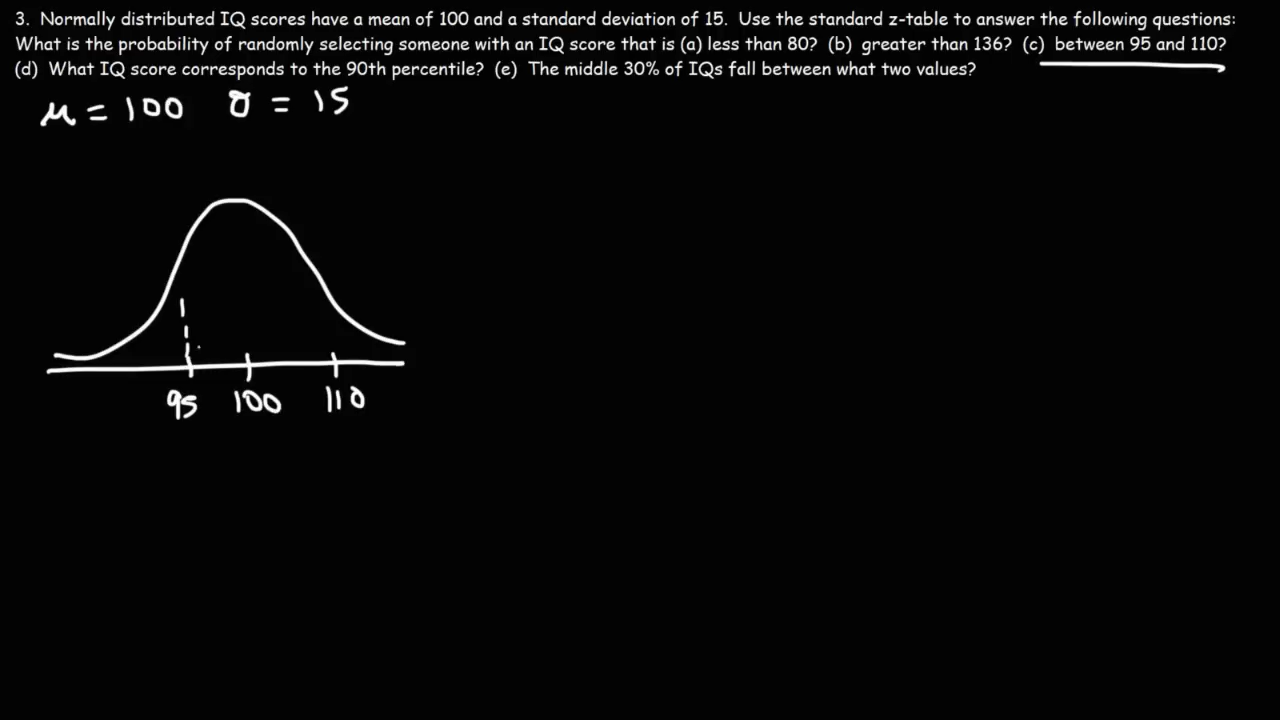 3. Normally distributed IQ scores have a mean of 100 and a standard deviation of 15. Use the standard z-table to answer the following questions:
What is the probability of randomly selecting someone with an IQ score that is (a) less than 80? (b) greater than 136? (c) between 95 and 110?
(d) What IQ score corresponds to the 90th percentile? (e) The middle 30% of IQs fall between what two values?
μ = 100 σ = 15
95 100 110